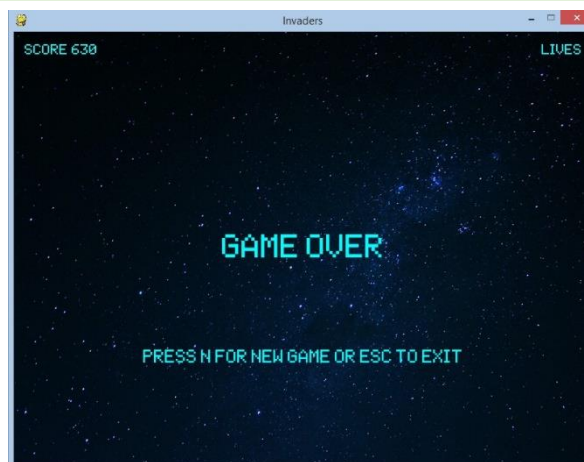 Invaders
SCORE 630 LIVES
GAME OVER
PRESS N FOR NEW GAME OR ESC TO EXIT